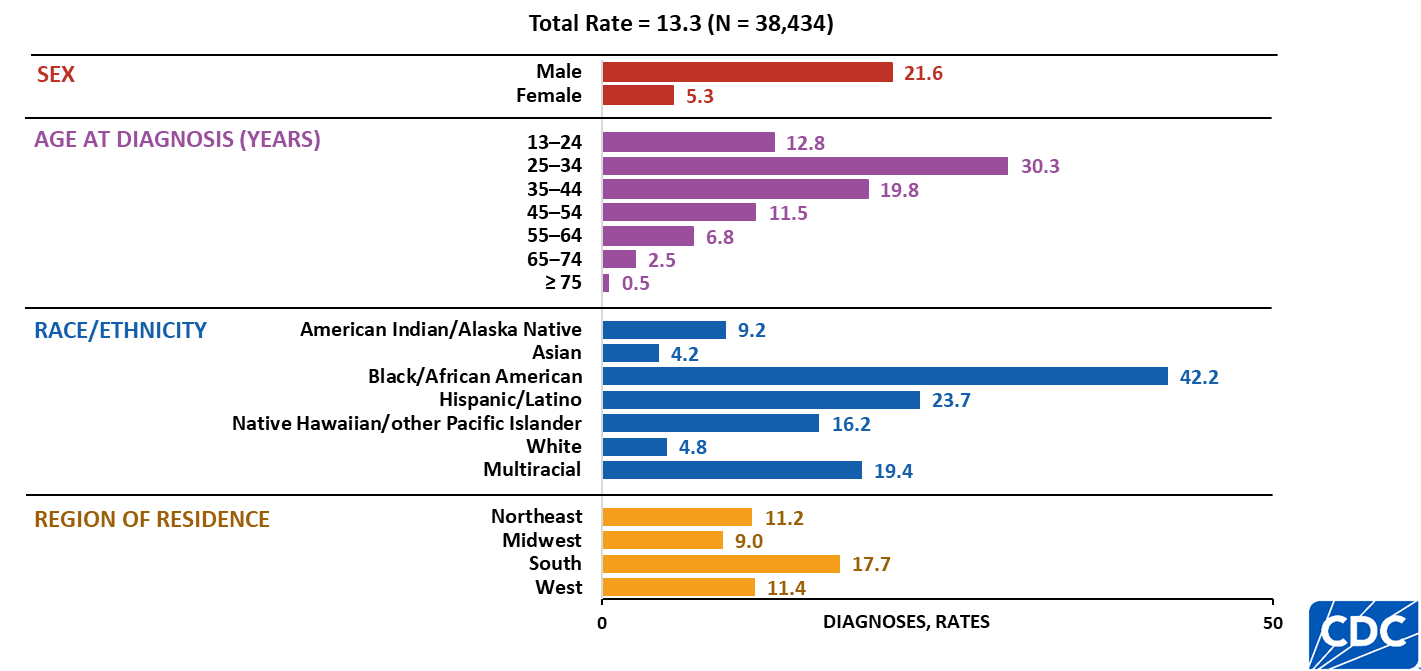 Total Rate = 13.3 (N = 38,434)
SEX
Male 21.6
Female 5.3
AGE AT DIAGNOSIS (YEARS)
13–24 12.8
25–34 30.3
35–44 19.8
45–54 11.5
55–64 6.8
65–74 2.5
≥ 75 0.5
RACE/ETHNICITY
American Indian/Alaska Native 9.2
Asian 4.2
Black/African American 42.2
Hispanic/Latino 23.7
Native Hawaiian/other Pacific Islander 16.2
White 4.8
Multiracial 19.4
REGION OF RESIDENCE
Northeast 11.2
Midwest 9.0
South 17.7
West 11.4
0 DIAGNOSES, RATES 50
CDC